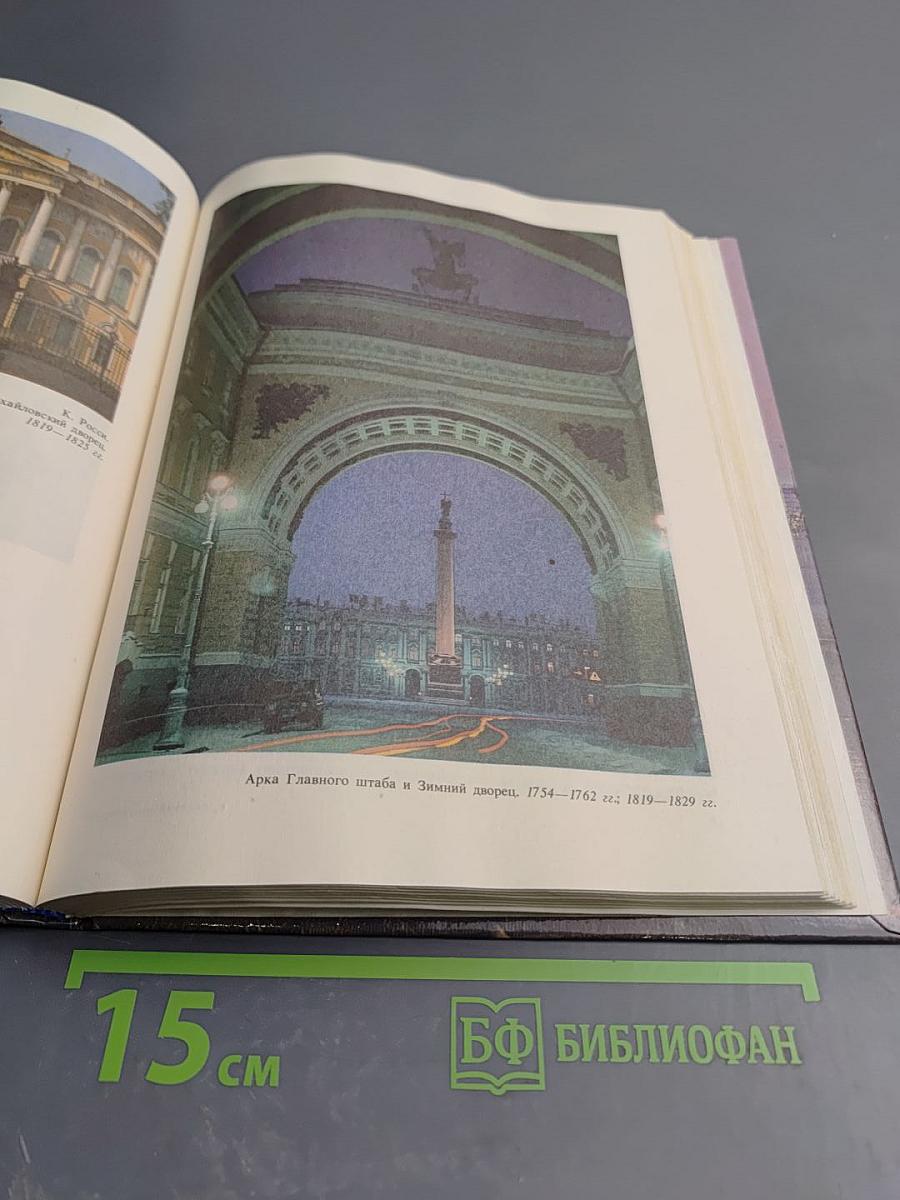 К. Росси.
хайловский дворец.
1819—1825 гг.
Арка Главного штаба и Зимний дворец. 1754—1762 гг.; 1819—1829 гг.
15 см
БФ БИБЛИОФАН